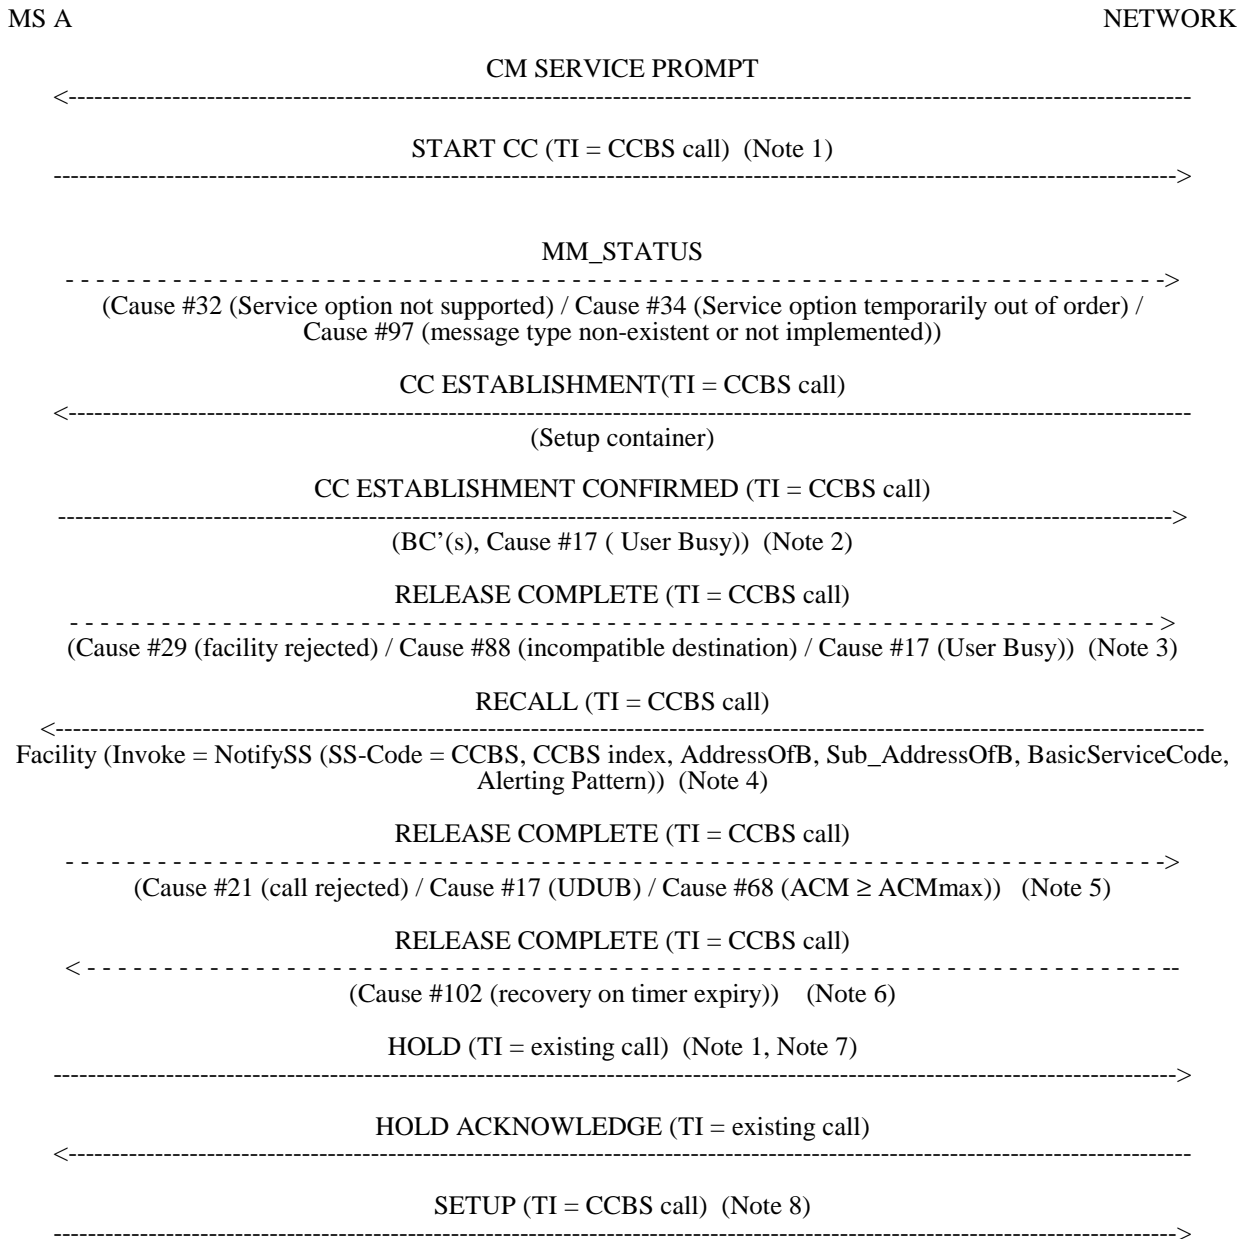 MS A NETWORK
CM SERVICE PROMPT
<-----------------------------------------------------------------------------------------------------------------------------------
START CC (TI = CCBS call) (Note 1)
----------------------------------------------------------------------------------------------------------------------------------->
MM_STATUS
- - - - - - - - - - - - - - - - - - - - - - - - - - - - - - - - - - - - - - - - - - - - - - - - - - - - - - - - - - - - - - - - - - - - - - - ->
(Cause #32 (Service option not supported) / Cause #34 (Service option temporarily out of order) /
Cause #97 (message type non-existent or not implemented))
CC ESTABLISHMENT(TI = CCBS call)
<-----------------------------------------------------------------------------------------------------------------------------------
(Setup container)
CC ESTABLISHMENT CONFIRMED (TI = CCBS call)
---------------------------------------------------------------------------------------------------------------------------------->
(BC’(s), Cause #17 ( User Busy)) (Note 2)
RELEASE COMPLETE (TI = CCBS call)
- - - - - - - - - - - - - - - - - - - - - - - - - - - - - - - - - - - - - - - - - - - - - - - - - - - - - - - - - - - - - - - - - - - - - - - >
(Cause #29 (facility rejected) / Cause #88 (incompatible destination) / Cause #17 (User Busy)) (Note 3)
RECALL (TI = CCBS call)
<--------------------------------------------------------------------------------------------------------------------------------------
Facility (Invoke = NotifySS (SS-Code = CCBS, CCBS index, AddressOfB, Sub_AddressOfB, BasicServiceCode,
Alerting Pattern)) (Note 4)
RELEASE COMPLETE (TI = CCBS call)
- - - - - - - - - - - - - - - - - - - - - - - - - - - - - - - - - - - - - - - - - - - - - - - - - - - - - - - - - - - - - - - - - - - - - - - ->
(Cause #21 (call rejected) / Cause #17 (UDUB) / Cause #68 (ACM ≥ ACMmax)) (Note 5)
RELEASE COMPLETE (TI = CCBS call)
< - - - - - - - - - - - - - - - - - - - - - - - - - - - - - - - - - - - - - - - - - - - - - - - - - - - - - - - - - - - - - - - - - - - - - - --
(Cause #102 (recovery on timer expiry)) (Note 6)
HOLD (TI = existing call) (Note 1, Note 7)
----------------------------------------------------------------------------------------------------------------------------------->
HOLD ACKNOWLEDGE (TI = existing call)
<-----------------------------------------------------------------------------------------------------------------------------------
SETUP (TI = CCBS call) (Note 8)
----------------------------------------------------------------------------------------------------------------------------------->